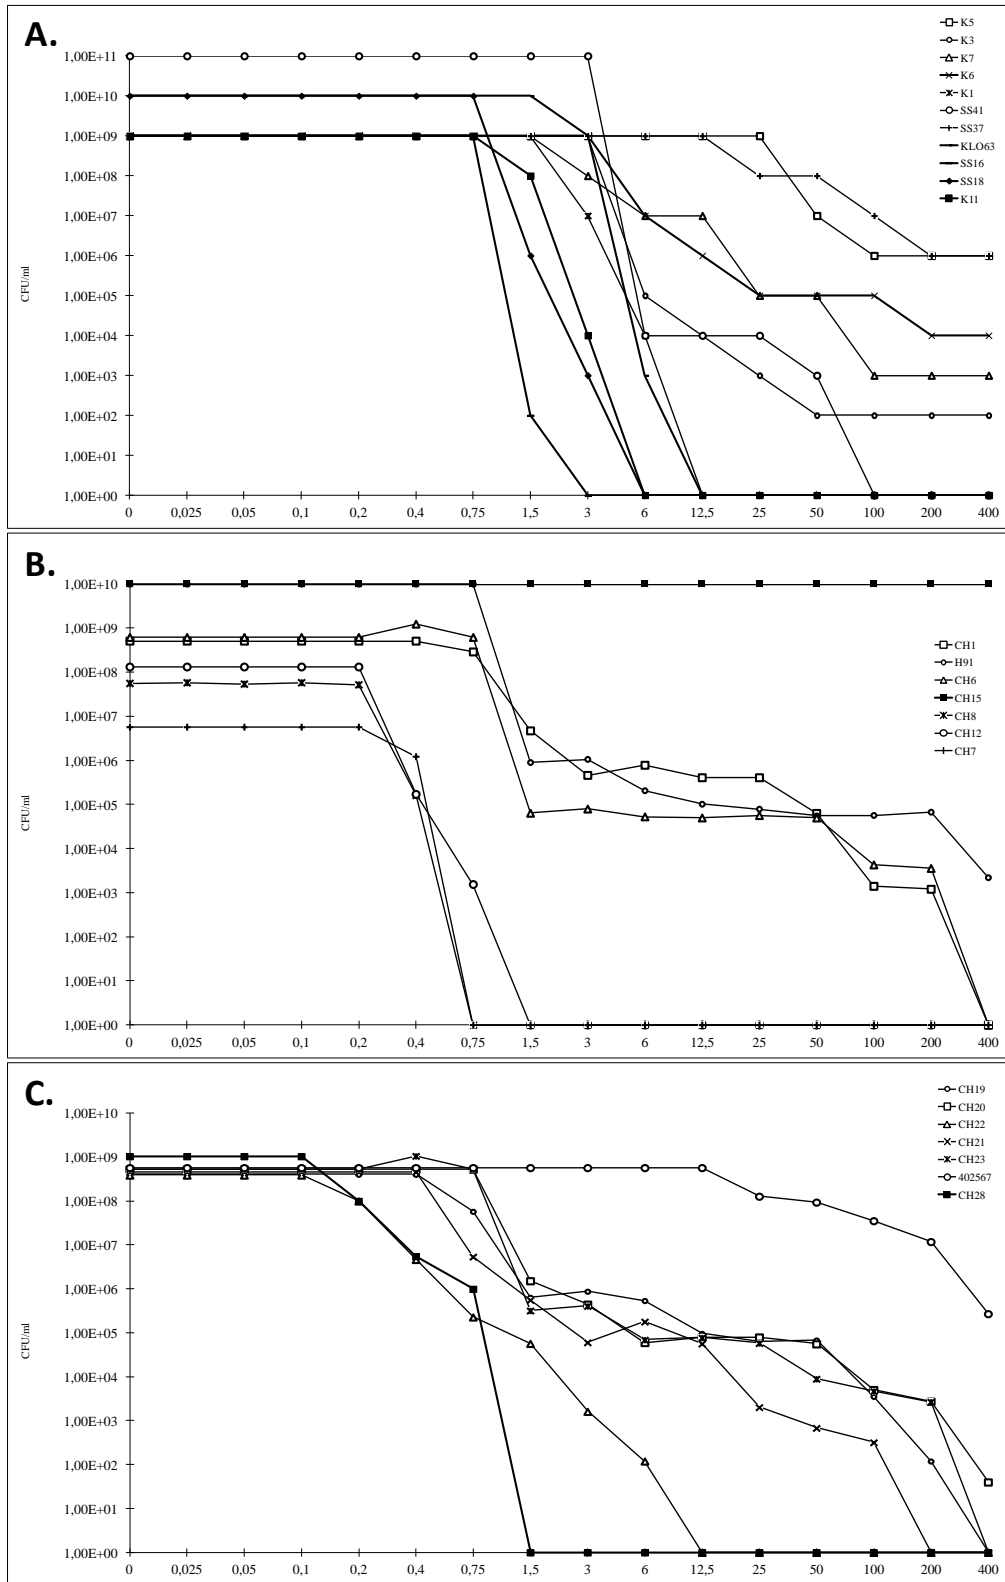 A.
K5
K3
K7
K6
K1
SS41
SS37
KLO63
SS16
SS18
K11
1,00E+11
1,00E+10
1,00E+09
1,00E+08
1,00E+07
1,00E+06
1,00E+05
1,00E+04
1,00E+03
1,00E+02
1,00E+01
1,00E+00
CFU/ml
0 0,025 0,05 0,1 0,2 0,4 0,75 1,5 3 6 12,5 25 50 100 200 400
B.
1,00E+10
1,00E+09
1,00E+08
1,00E+07
1,00E+06
1,00E+05
1,00E+04
1,00E+03
1,00E+02
1,00E+01
1,00E+00
CFU/ml
CH1
H91
CH6
CH15
CH8
CH12
CH7
0 0,025 0,05 0,1 0,2 0,4 0,75 1,5 3 6 12,5 25 50 100 200 400
C.
CH19
CH20
CH22
CH21
CH23
402567
CH28
1,00E+10
1,00E+09
1,00E+08
1,00E+07
1,00E+06
1,00E+05
1,00E+04
1,00E+03
1,00E+02
1,00E+01
1,00E+00
CFU/ml
0 0,025 0,05 0,1 0,2 0,4 0,75 1,5 3 6 12,5 25 50 100 200 400